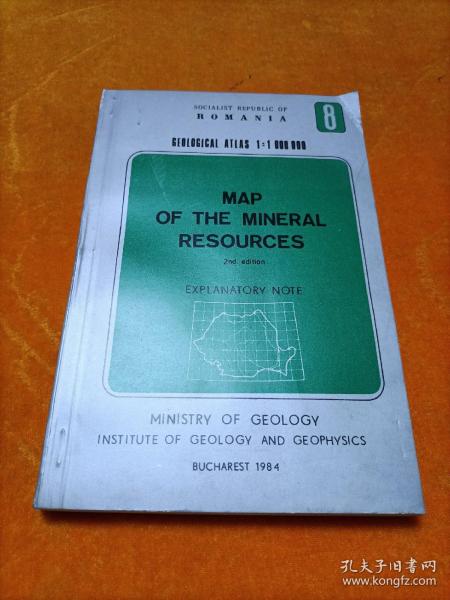 SOCIALIST REPUBLIC OF
ROMANIA
8
GEOLOGICAL ATLAS 1:1 000 000
MAP
OF THE MINERAL
RESOURCES
2nd edition
EXPLANATORY NOTE
MINISTRY OF GEOLOGY
INSTITUTE OF GEOLOGY AND GEOPHYSICS
BUCHAREST 1984
孔夫子旧书网
www.kongfz.com